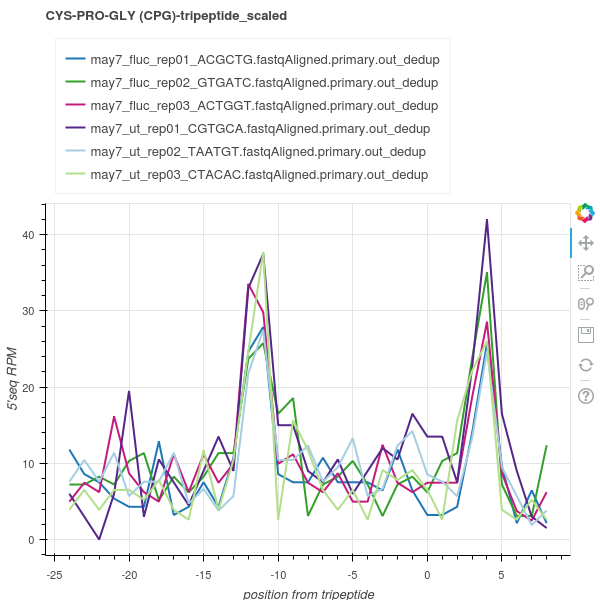 CYS-PRO-GLY (CPG)-tripeptide_scaled
may7_fluc_rep01_ACGCTG.fastqAligned.primary.out_dedup
may7_fluc_rep02_GTGATC.fastqAligned.primary.out_dedup
may7_fluc_rep03_ACTGGT.fastqAligned.primary.out_dedup
may7_ut_rep01_CGTGCA.fastqAligned.primary.out_dedup
may7_ut_rep02_TAATGT.fastqAligned.primary.out_dedup
may7_ut_rep03_CTACAC.fastqAligned.primary.out_dedup
40
30
20
10
0
5'seq RPM
-25 -20 -15 -10 -5 0 5
position from tripeptide